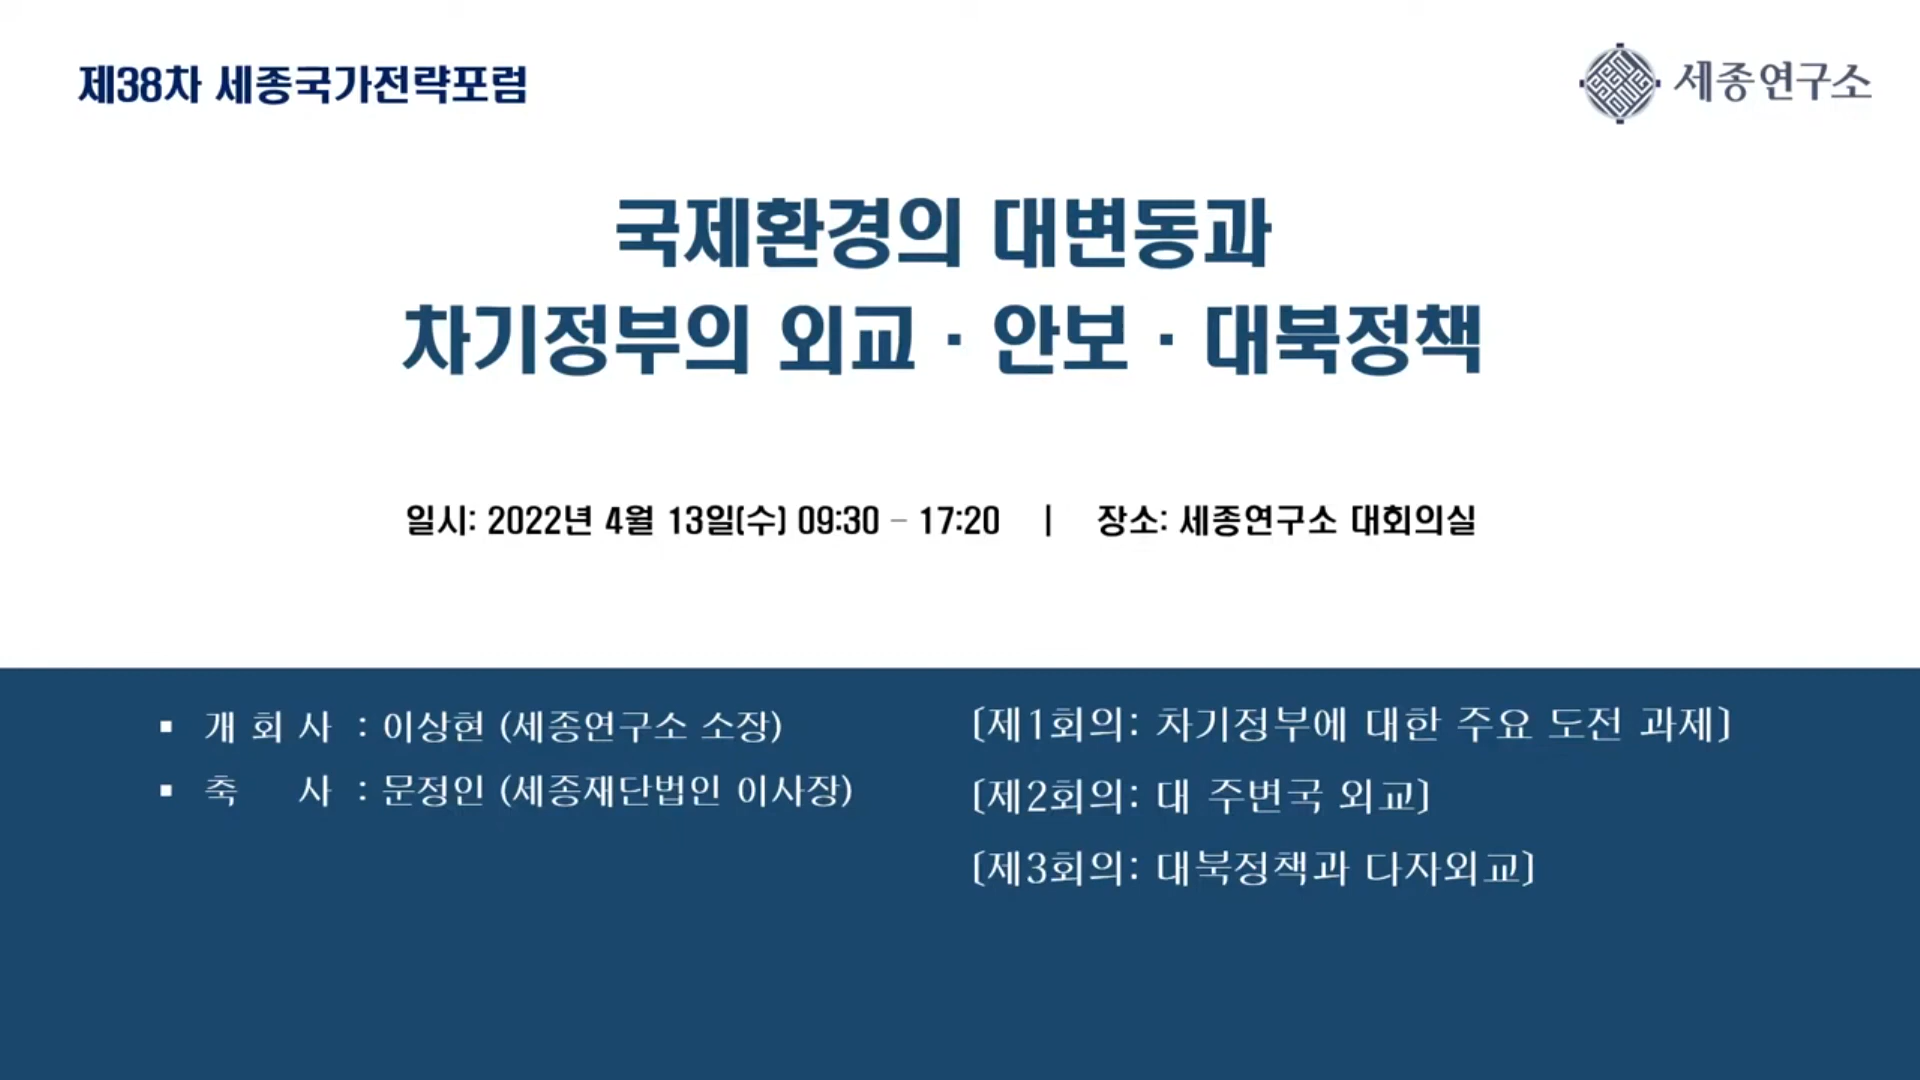 제38차 세종국가전략포럼
세종연구소
국제환경의 대변동과
차기정부의 외교 · 안보 · 대북정책
일시: 2022년 4월 13일(수) 09:30 – 17:20 | 장소: 세종연구소 대회의실
▪ 개 회 사 : 이상현 (세종연구소 소장)
▪ 축 사 : 문정인 (세종재단법인 이사장)
[제1회의: 차기정부에 대한 주요 도전 과제]
[제2회의: 대 주변국 외교]
[제3회의: 대북정책과 다자외교]